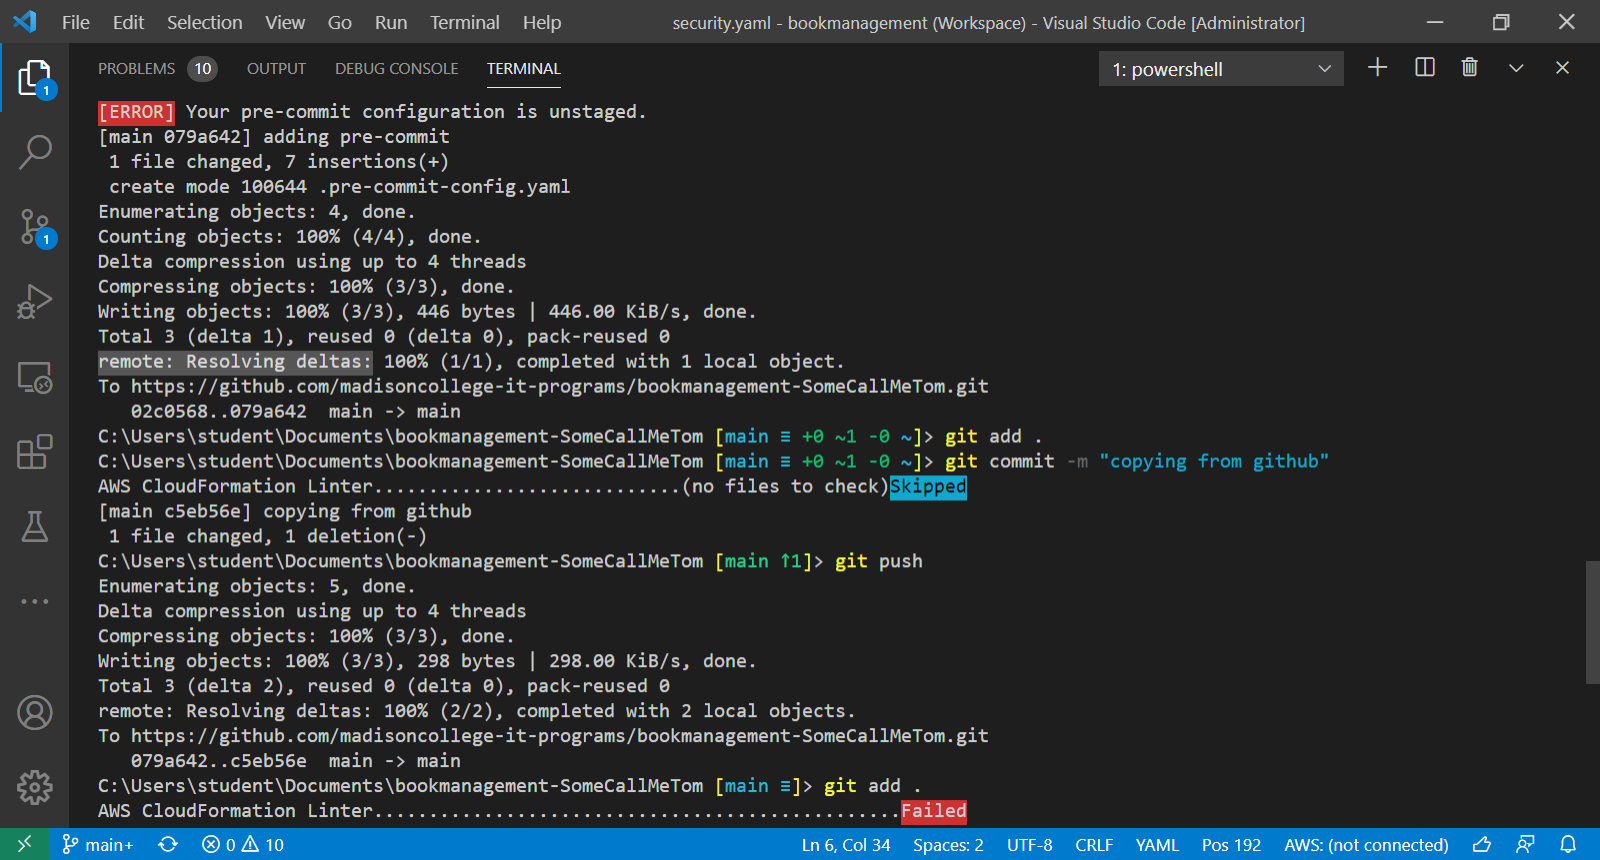 File Edit Selection View Go Run Terminal Help security.yaml - bookmanagement (Workspace) - Visual Studio Code [Administrator]
PROBLEMS 10 OUTPUT DEBUG CONSOLE TERMINAL 1: powershell
[ERROR] Your pre-commit configuration is unstaged.
[main 079a642] adding pre-commit
1 file changed, 7 insertions(+)
create mode 100644 .pre-commit-config.yaml
Enumerating objects: 4, done.
Counting objects: 100% (4/4), done.
Delta compression using up to 4 threads
Compressing objects: 100% (3/3), done.
Writing objects: 100% (3/3), 446 bytes | 446.00 KiB/s, done.
Total 3 (delta 1), reused 0 (delta 0), pack-reused 0
remote: Resolving deltas: 100% (1/1), completed with 1 local object.
To https://github.com/madisoncollege-it-programs/bookmanagement-SomeCallMeTom.git
02c0568..079a642  main -> main
C:\Users\student\Documents\bookmanagement-SomeCallMeTom [main ≡ +0 ~1 -0 ~]> git add .
C:\Users\student\Documents\bookmanagement-SomeCallMeTom [main ≡ +0 ~1 -0 ~]> git commit -m "copying from github"
AWS CloudFormation Linter............................(no files to check)Skipped
[main c5eb56e] copying from github
1 file changed, 1 deletion(-)
C:\Users\student\Documents\bookmanagement-SomeCallMeTom [main ↑1]> git push
Enumerating objects: 5, done.
Delta compression using up to 4 threads
Compressing objects: 100% (3/3), done.
Writing objects: 100% (3/3), 298 bytes | 298.00 KiB/s, done.
Total 3 (delta 2), reused 0 (delta 0), pack-reused 0
remote: Resolving deltas: 100% (2/2), completed with 2 local objects.
To https://github.com/madisoncollege-it-programs/bookmanagement-SomeCallMeTom.git
079a642..c5eb56e  main -> main
C:\Users\student\Documents\bookmanagement-SomeCallMeTom [main ≡]> git add .
AWS CloudFormation Linter................................................Failed
main+ 0 10 Ln 6, Col 34 Spaces: 2 UTF-8 CRLF YAML Pos 192 AWS: (not connected)
1
1